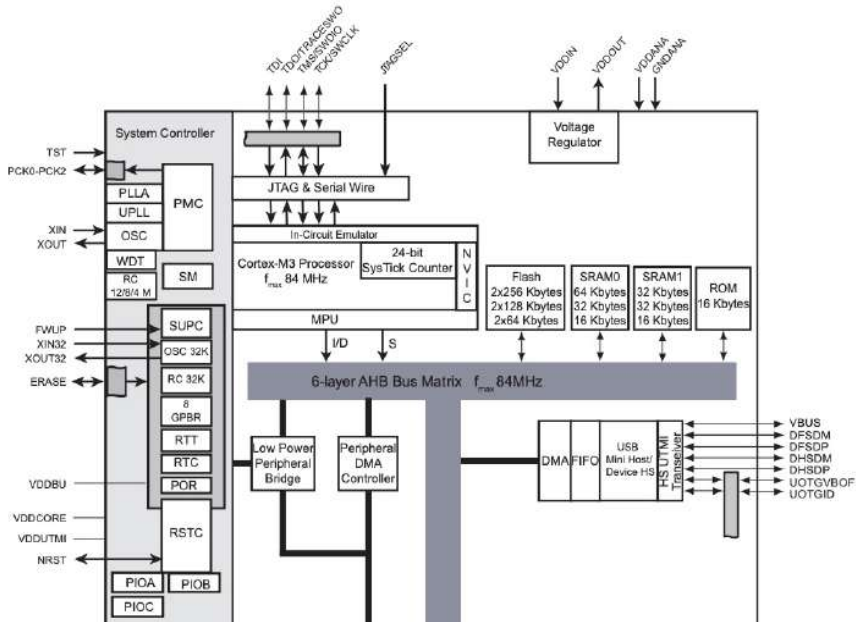 TDI
TDO/TRACESWO
TMS/SWDIO
TCK/SWCLK
JTAGSEL
VDDIN
VDDOUT
VDDANA
GNDANA
System Controller
Voltage
Regulator
TST
PCK0-PCK2
PLLA
UPLL
PMC
XIN
XOUT
OSC
WDT
RC
12/8/4 M
SM
JTAG & Serial Wire
In-Circuit Emulator
Cortex-M3 Processor
fmax 84 MHz
24-bit
SysTick Counter
NVIC
MPU
I/D
S
Flash
2x256 Kbytes
2x128 Kbytes
2x64 Kbytes
SRAM0
64 Kbytes
32 Kbytes
16 Kbytes
SRAM1
32 Kbytes
32 Kbytes
16 Kbytes
ROM
16 Kbytes
FWUP
XIN32
XOUT32
ERASE
SUPC
OSC 32K
RC 32K
8
GPBR
RTT
RTC
POR
VDDBU
VDDCORE
VDDUTMI
NRST
RSTC
PIOA
PIOB
PIOC
6-layer AHB Bus Matrix fmax 84MHz
Low Power
Peripheral
Bridge
Peripheral
DMA
Controller
DMA
FIFO
USB
Mini Host/
Device HS
HS UTMI
Transeiver
VBUS
DFSDM
DFSDP
DHSDM
DHSDP
UOTGVBOF
UOTGID